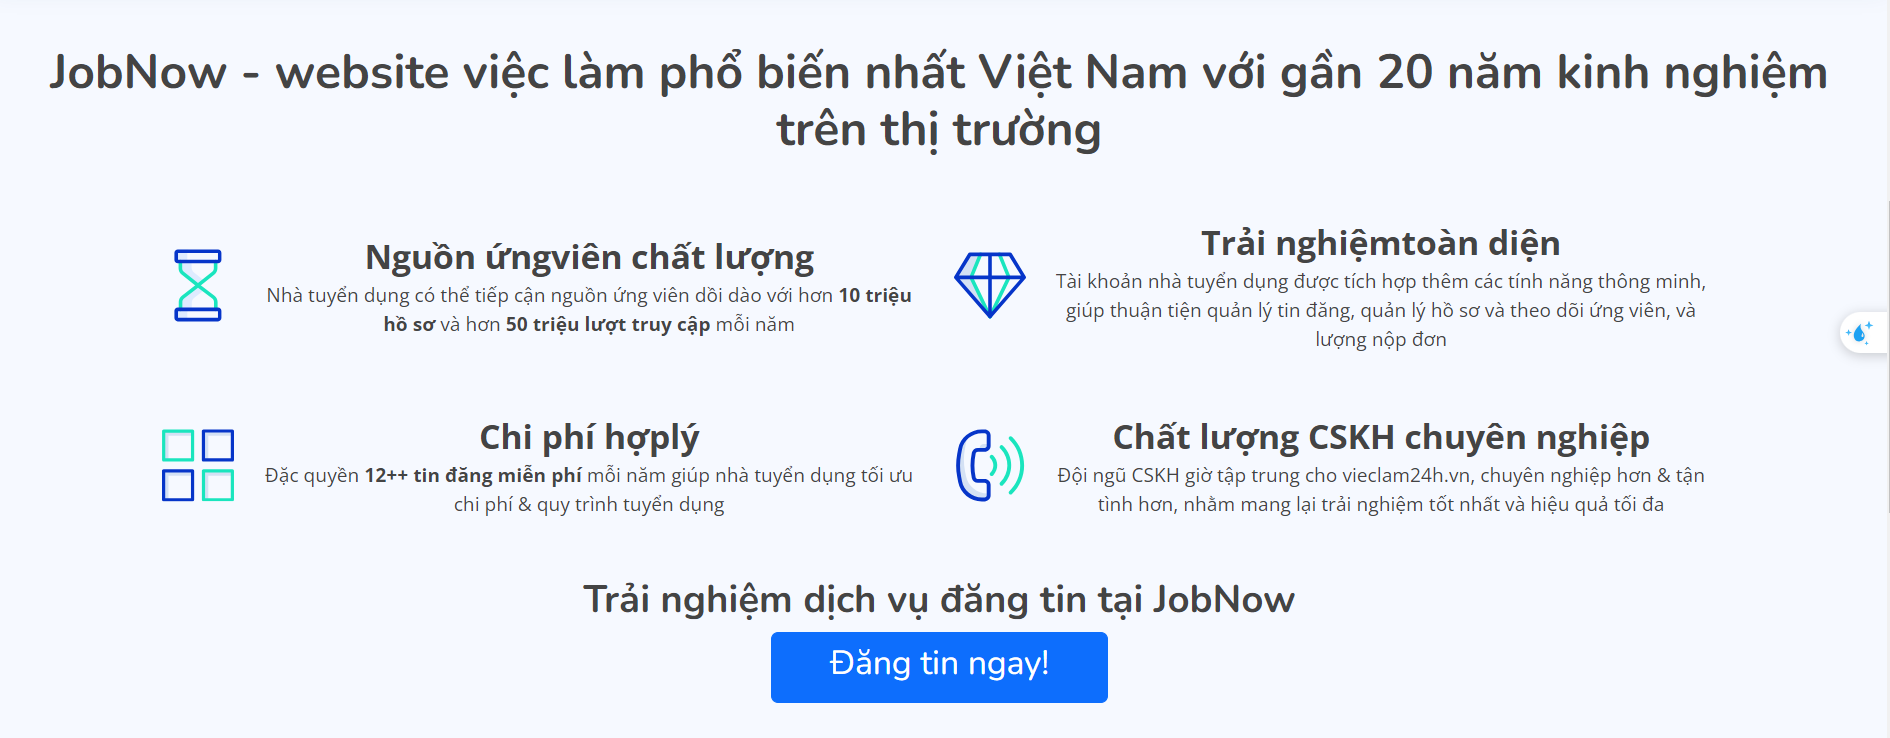 JobNow - website việc làm phổ biến nhất Việt Nam với gần 20 năm kinh nghiệm
trên thị trường
Nguồn ứngviên chất lượng
Nhà tuyển dụng có thể tiếp cận nguồn ứng viên dồi dào với hơn 10 triệu
hồ sơ và hơn 50 triệu lượt truy cập mỗi năm
Trải nghiệmtoàn diện
Tài khoản nhà tuyển dụng được tích hợp thêm các tính năng thông minh,
giúp thuận tiện quản lý tin đăng, quản lý hồ sơ và theo dõi ứng viên, và
lượng nộp đơn
Chi phí hợplý
Đặc quyền 12++ tin đăng miễn phí mỗi năm giúp nhà tuyển dụng tối ưu
chi phí & quy trình tuyển dụng
Chất lượng CSKH chuyên nghiệp
Đội ngũ CSKH giờ tập trung cho vieclam24h.vn, chuyên nghiệp hơn & tận
tình hơn, nhằm mang lại trải nghiệm tốt nhất và hiệu quả tối đa
Trải nghiệm dịch vụ đăng tin tại JobNow
Đăng tin ngay!